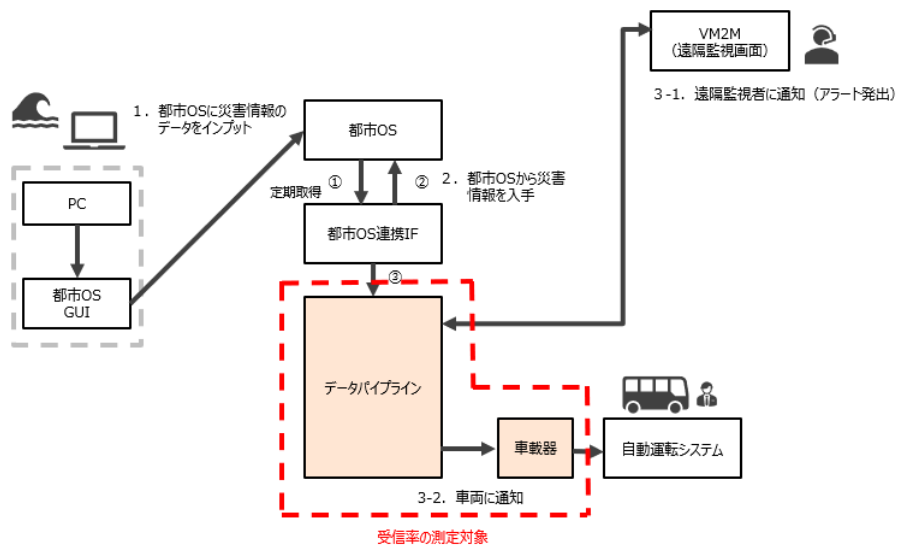 VM2M
（遠隔監視画面）
3-1．遠隔監視者に通知（アラート発出）
1．都市OSに災害情報の
データをインプット
都市OS
定期取得
①
②
2．都市OSから災害
情報を入手
PC
都市OS連携IF
③
都市OS
GUI
データパイプライン
車載器
自動運転システム
3-2．車両に通知
受信率の測定対象